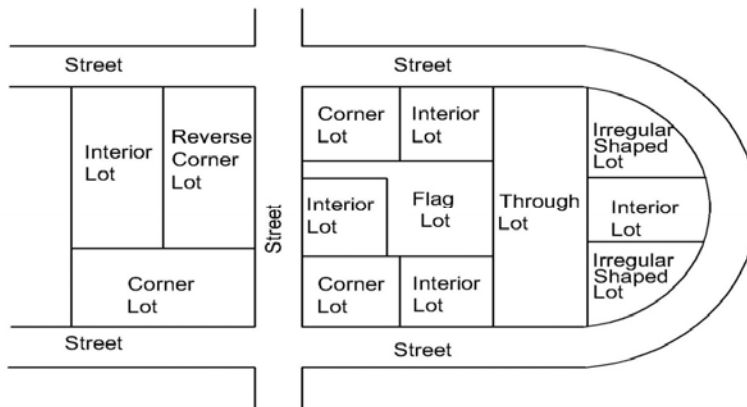 Street
Street
Interior
Lot
Reverse
Corner
Lot
Corner
Lot
Street
Street
Corner
Lot
Interior
Lot
Interior
Lot
Flag
Lot
Corner
Lot
Interior
Lot
Through
Lot
Irregular
Shaped
Lot
Interior
Lot
Irregular
Shaped
Lot
Street